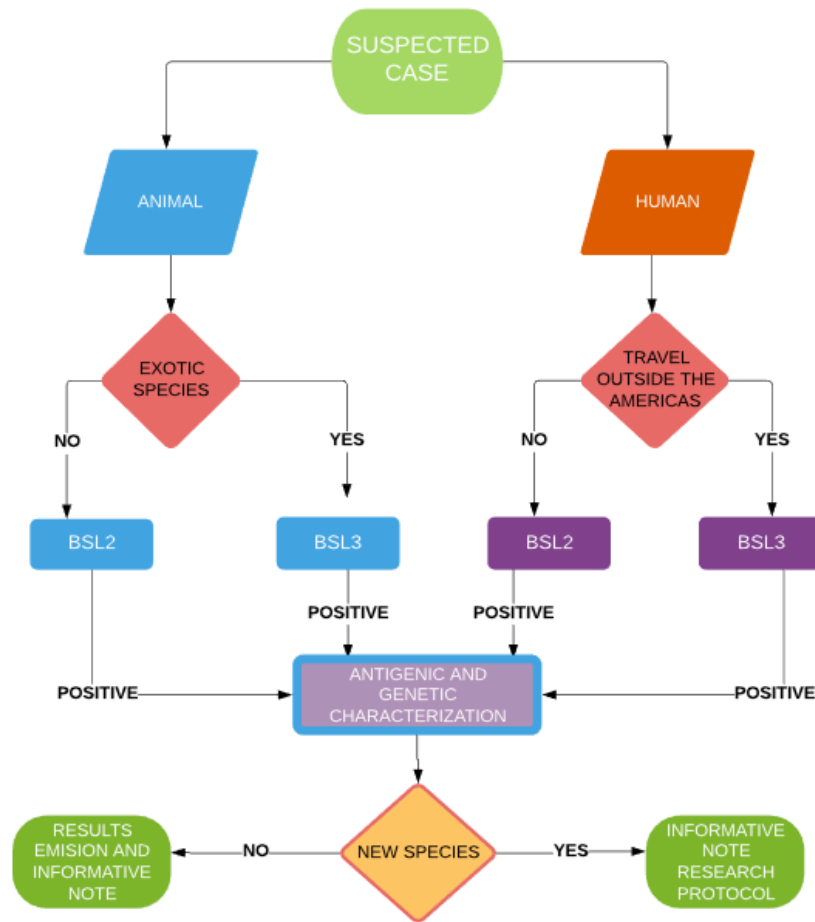 SUSPECTED
CASE
ANIMAL
HUMAN
EXOTIC
SPECIES
TRAVEL
OUTSIDE THE
AMERICAS
NO
YES
NO
YES
BSL2
BSL3
BSL2
BSL3
POSITIVE
POSITIVE
ANTIGENIC AND
GENETIC
CHARACTERIZATION
POSITIVE
POSITIVE
RESULTS
EMISION AND
INFORMATIVE
NOTE
NO
NEW SPECIES
YES
INFORMATIVE
NOTE
RESEARCH
PROTOCOL